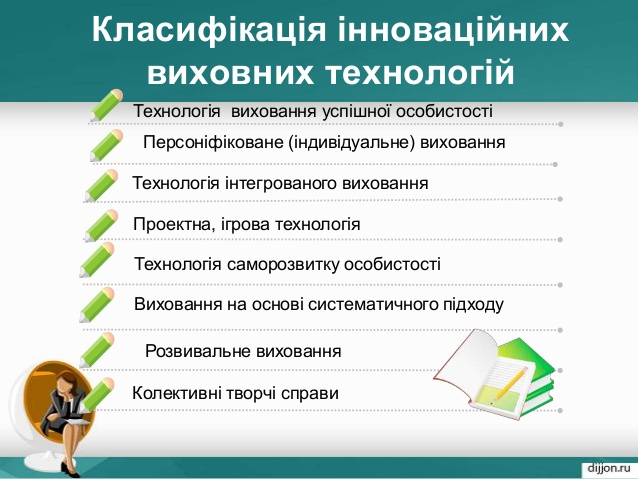 Класифікація інноваційних
виховних технологій
Технологія виховання успішної особистості
Персоніфіковане (індивідуальне) виховання
Технологія інтегрованого виховання
Проектна, ігрова технологія
Технологія саморозвитку особистості
Виховання на основі систематичного підходу
Розвивальне виховання
Колективні творчі справи
dijjon.ru